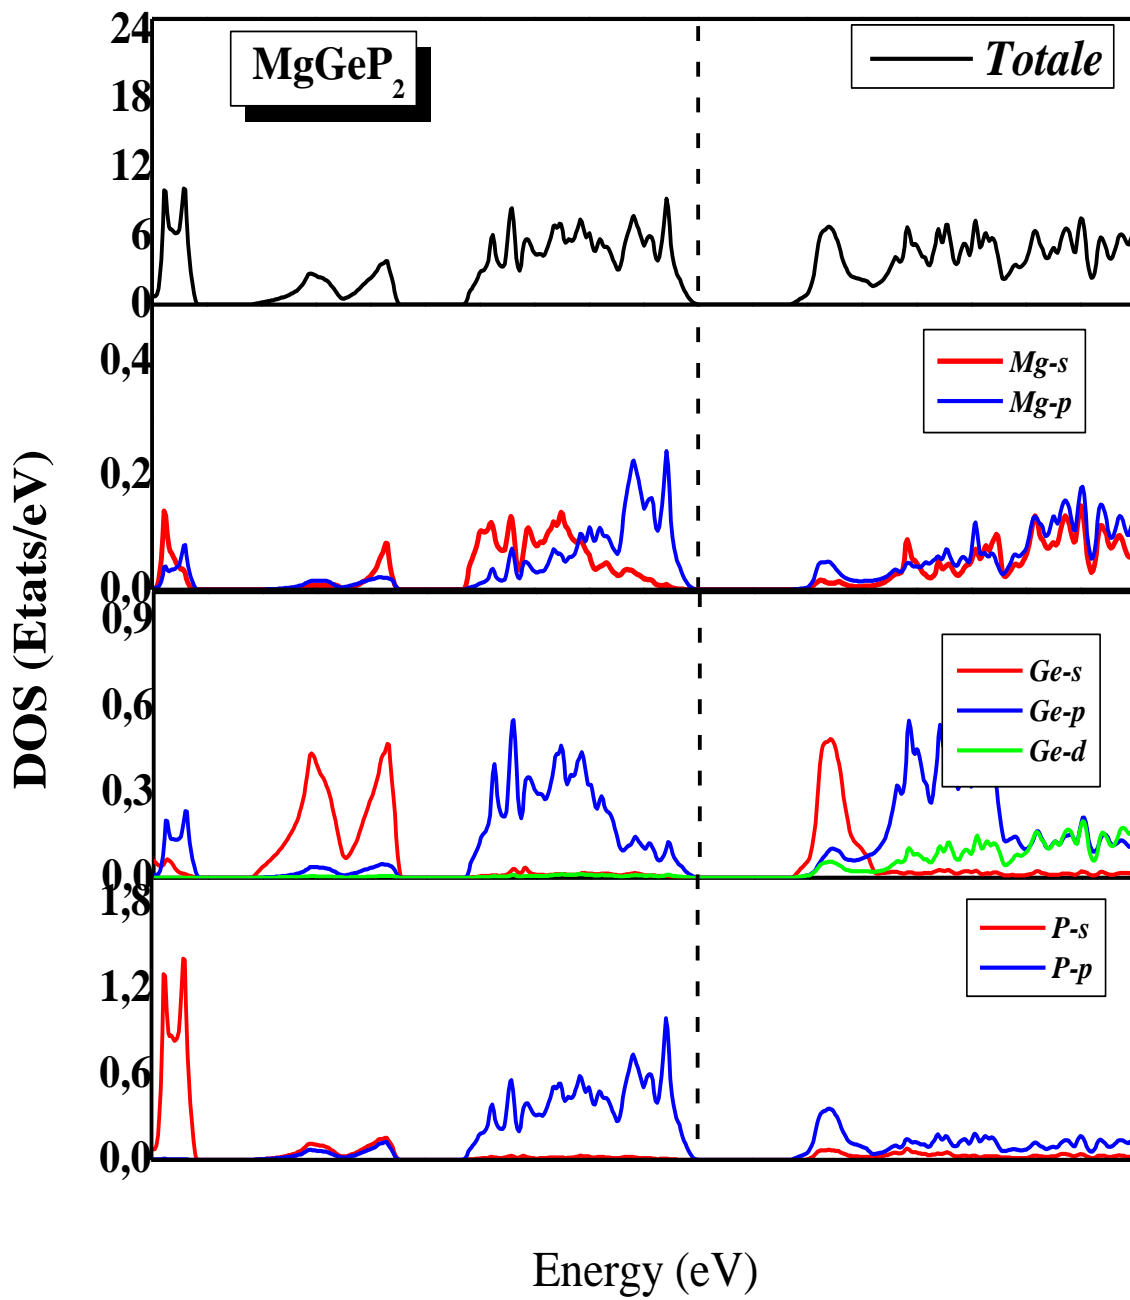 24
MgGeP2
Totale
18
12
6
0
0,4
Mg-s
Mg-p
0,2
0,0
0,9
Ge-s
0,6
Ge-p
Ge-d
0,3
0,0
1,8
P-s
P-p
1,2
0,6
0,0
DOS (Etats/eV)
Energy (eV)